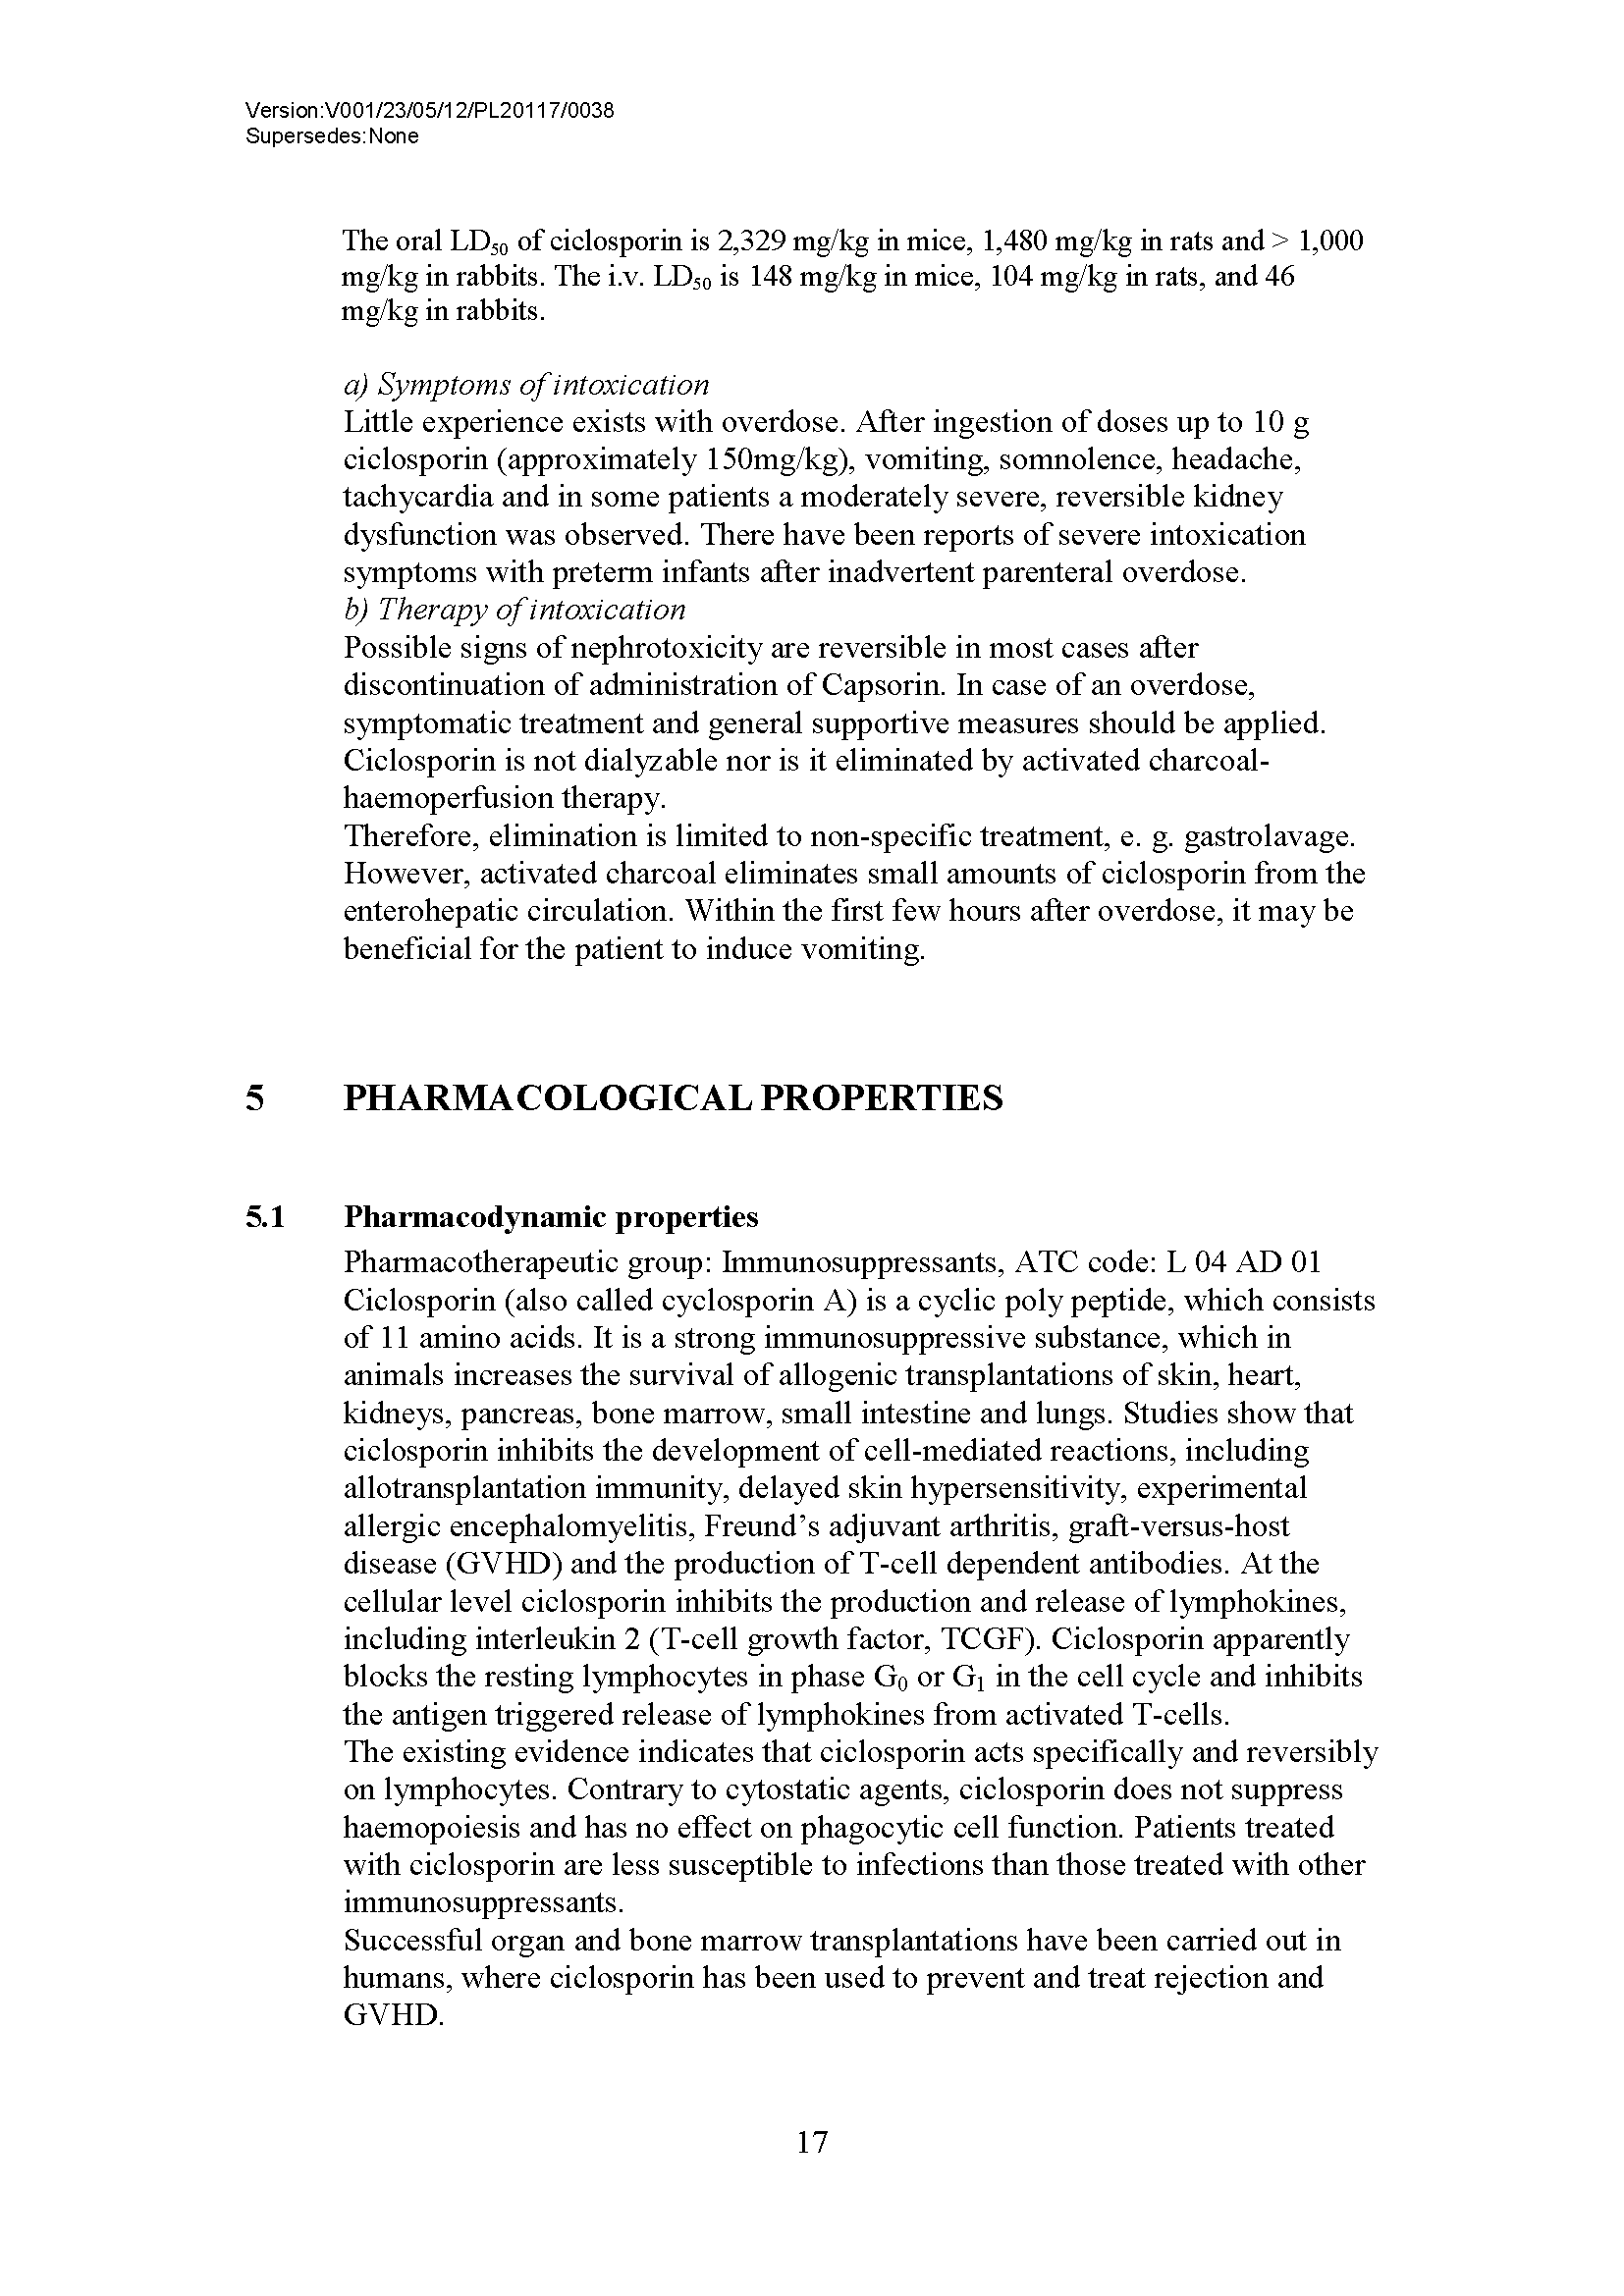 Version:V001/23/05/12/PL20117/0038
Supersedes:None
The oral LD50 of ciclosporin is 2,329 mg/kg in mice, 1,480 mg/kg in rats and > 1,000
mg/kg in rabbits. The i.v. LD50 is 148 mg/kg in mice, 104 mg/kg in rats, and 46
mg/kg in rabbits.
a) Symptoms of intoxication
Little experience exists with overdose. After ingestion of doses up to 10 g
ciclosporin (approximately 150mg/kg), vomiting, somnolence, headache,
tachycardia and in some patients a moderately severe, reversible kidney
dysfunction was observed. There have been reports of severe intoxication
symptoms with preterm infants after inadvertent parenteral overdose.
b) Therapy of intoxication
Possible signs of nephrotoxicity are reversible in most cases after
discontinuation of administration of Capsorin. In case of an overdose,
symptomatic treatment and general supportive measures should be applied.
Ciclosporin is not dialyzable nor is it eliminated by activated charcoal-
haemoperfusion therapy.
Therefore, elimination is limited to non-specific treatment, e. g. gastrolavage.
However, activated charcoal eliminates small amounts of ciclosporin from the
enterohepatic circulation. Within the first few hours after overdose, it may be
beneficial for the patient to induce vomiting.
5 PHARMACOLOGICAL PROPERTIES
5.1 Pharmacodynamic properties
Pharmacotherapeutic group: Immunosuppressants, ATC code: L 04 AD 01
Ciclosporin (also called cyclosporin A) is a cyclic poly peptide, which consists
of 11 amino acids. It is a strong immunosuppressive substance, which in
animals increases the survival of allogenic transplantations of skin, heart,
kidneys, pancreas, bone marrow, small intestine and lungs. Studies show that
ciclosporin inhibits the development of cell-mediated reactions, including
allotransplantation immunity, delayed skin hypersensitivity, experimental
allergic encephalomyelitis, Freund’s adjuvant arthritis, graft-versus-host
disease (GVHD) and the production of T-cell dependent antibodies. At the
cellular level ciclosporin inhibits the production and release of lymphokines,
including interleukin 2 (T-cell growth factor, TCGF). Ciclosporin apparently
blocks the resting lymphocytes in phase G0 or G1 in the cell cycle and inhibits
the antigen triggered release of lymphokines from activated T-cells.
The existing evidence indicates that ciclosporin acts specifically and reversibly
on lymphocytes. Contrary to cytostatic agents, ciclosporin does not suppress
haemopoiesis and has no effect on phagocytic cell function. Patients treated
with ciclosporin are less susceptible to infections than those treated with other
immunosuppressants.
Successful organ and bone marrow transplantations have been carried out in
humans, where ciclosporin has been used to prevent and treat rejection and
GVHD.
17